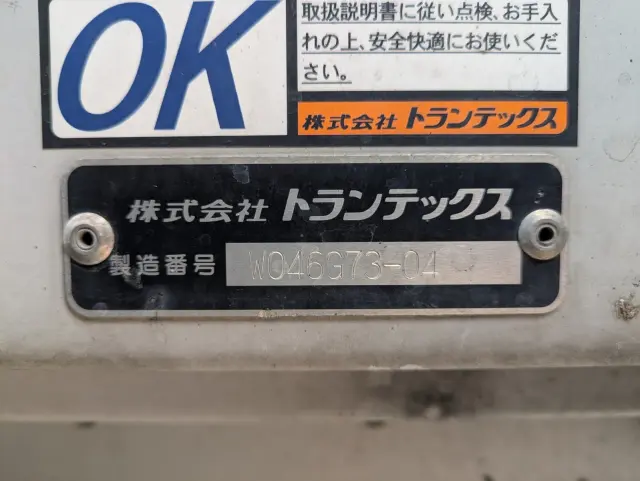 OK
取扱説明書に従い点検、お手入
れの上、安全快適にお使いくだ
さい。
株式会社 トランテックス
株式会社 トランテックス
製造番号 W046G73-04